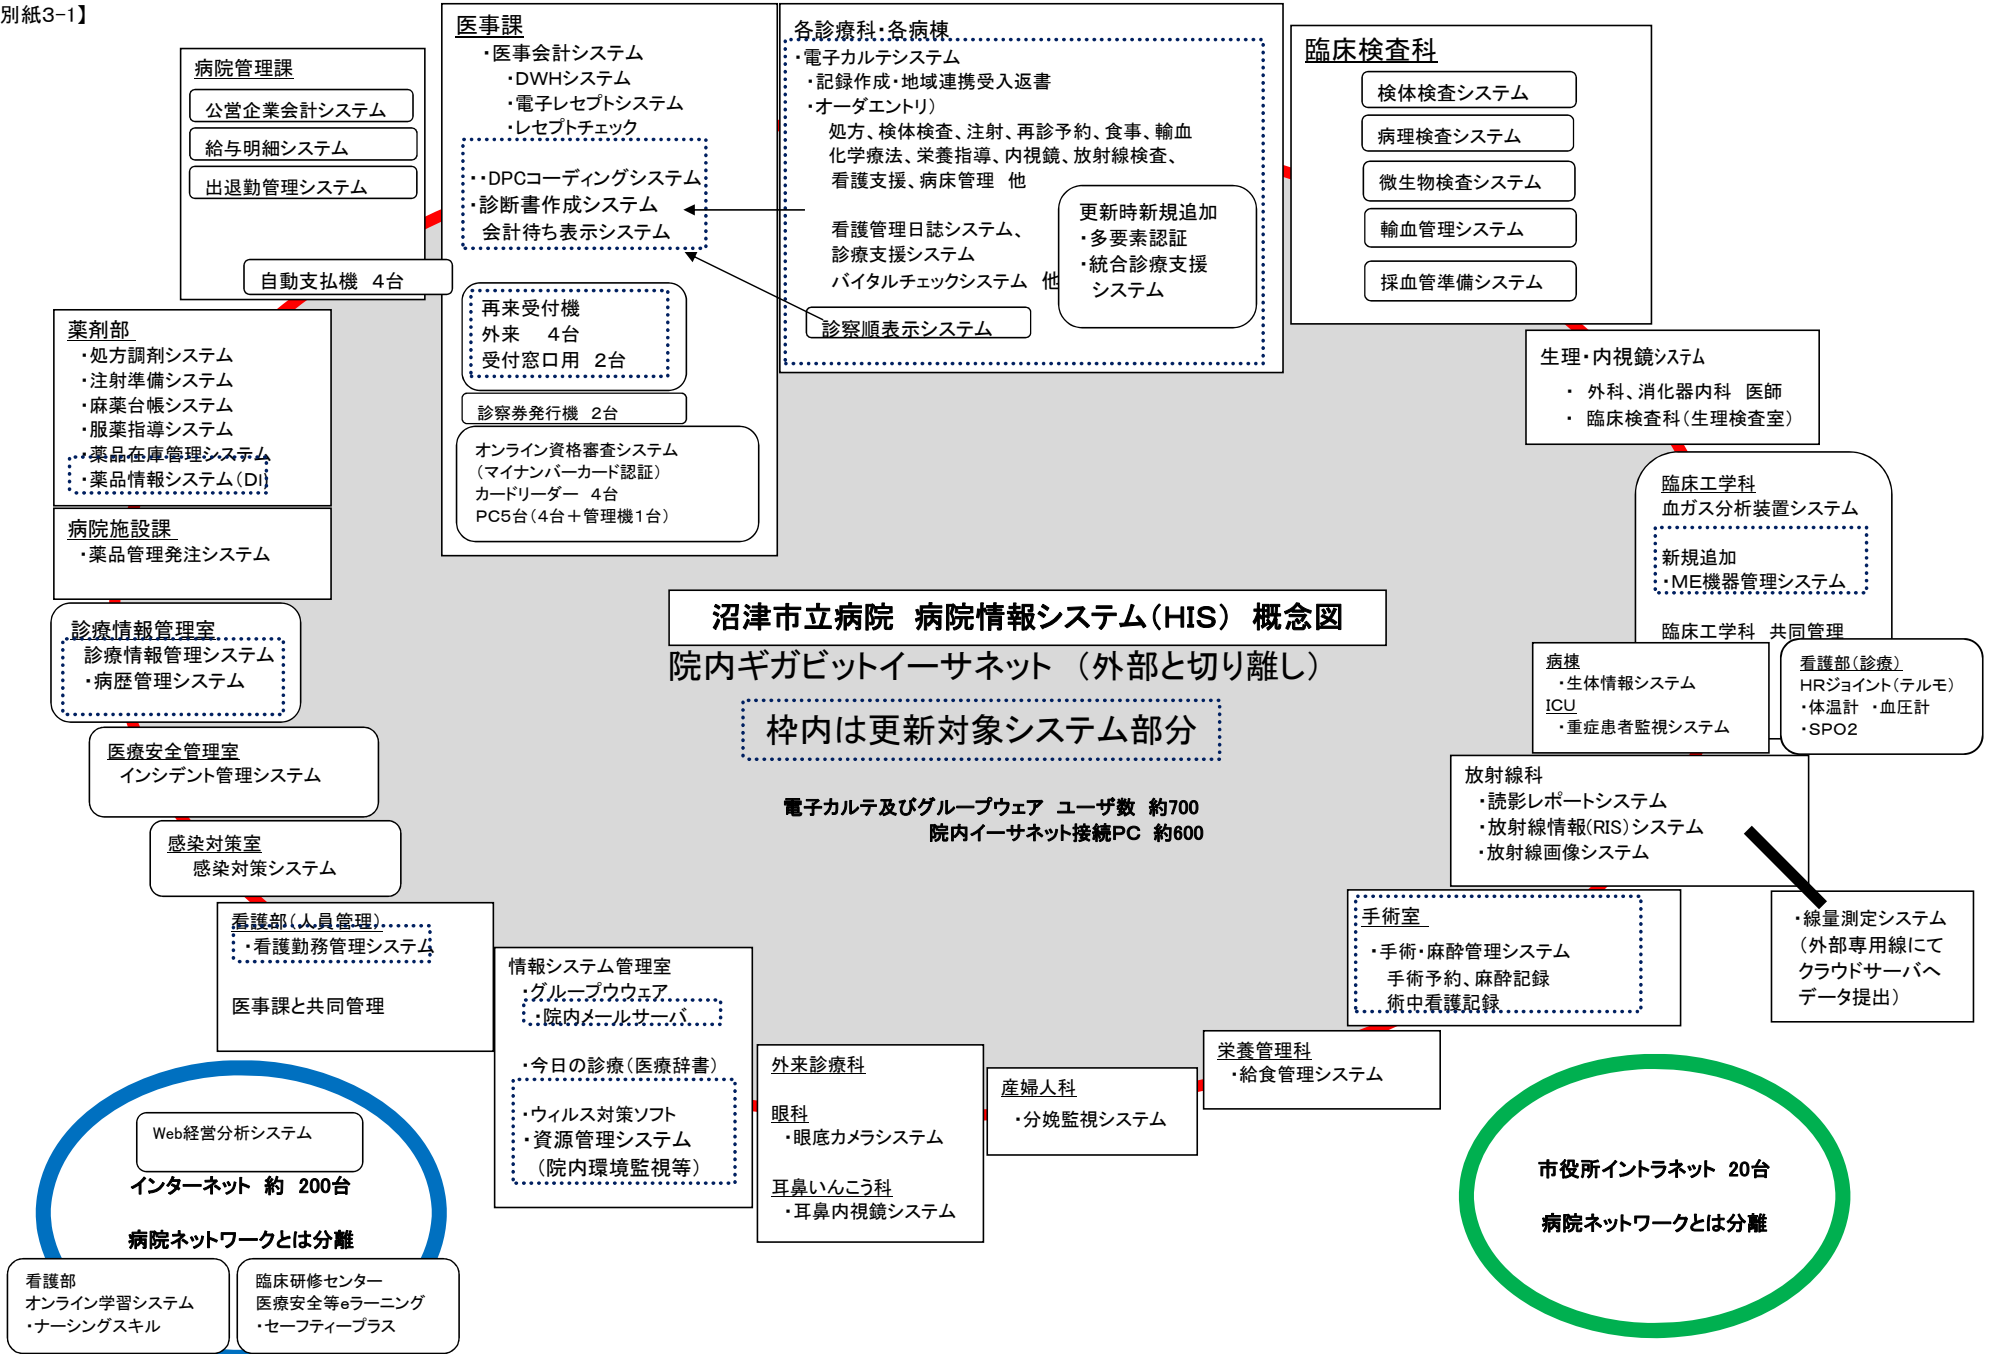 別紙3-1】
病院管理課
公営企業会計システム
給与明細システム
出退勤管理システム
自動支払機 4台
医事課
・医事会計システム
・DWHシステム
・電子レセプトシステム
・レセプトチェック
・・DPCコーディングシステム
・診断書作成システム
会計待ち表示システム
再来受付機
外来 4台
受付窓口用 2台
診察券発行機 2台
オンライン資格審査システム
(マイナンバーカード認証)
カードリーダー 4台
PC5台(4台+管理機1台)
各診療科・各病棟
・電子カルテシステム
・記録作成・地域連携受入返書
・オーダエントリ)
処方、検体検査、注射、再診予約、食事、輸血
化学療法、栄養指導、内視鏡、放射線検査、
看護支援、病床管理 他
看護管理日誌システム、
診療支援システム
バイタルチェックシステム 他
更新時新規追加
・多要素認証
・統合診療支援
システム
診察順表示システム
臨床検査科
検体検査システム
病理検査システム
微生物検査システム
輸血管理システム
採血管準備システム
生理・内視鏡システム
・ 外科、消化器内科 医師
・ 臨床検査科(生理検査室)
薬剤部
・処方調剤システム
・注射準備システム
・麻薬台帳システム
・服薬指導システム
・薬品在庫管理システム
・薬品情報システム(DI)
病院施設課
・薬品管理発注システム
診療情報管理室
診療情報管理システム
・病歴管理システム
医療安全管理室
インシデント管理システム
感染対策室
感染対策システム
看護部(人員管理)
・看護勤務管理システム
医事課と共同管理
沼津市立病院 病院情報システム(HIS) 概念図
院内ギガビットイーサネット (外部と切り離し)
枠内は更新対象システム部分
電子カルテ及びグループウェア ユーザ数 約700
院内イーサネット接続PC 約600
臨床工学科
血ガス分析装置システム
新規追加
・ME機器管理システム
臨床工学科 共同管理
病棟
・生体情報システム
ICU
・重症患者監視システム
看護部(診療)
HRジョイント(テルモ)
・体温計 ・血圧計
・SPO2
放射線科
・読影レポートシステム
・放射線情報(RIS)システム
・放射線画像システム
・線量測定システム
(外部専用線にて
クラウドサーバへ
データ提出)
手術室
・手術・麻酔管理システム
手術予約、麻酔記録
術中看護記録
栄養管理科
・給食管理システム
産婦人科
・分娩監視システム
外来診療科
眼科
・眼底カメラシステム
耳鼻いんこう科
・耳鼻内視鏡システム
情報システム管理室
・グループウウェア
・院内メールサーバ
・今日の診療(医療辞書)
・ウィルス対策ソフト
・資源管理システム
(院内環境監視等)
Web経営分析システム
インターネット 約 200台
病院ネットワークとは分離
看護部
オンライン学習システム
・ナーシングスキル
臨床研修センター
医療安全等eラーニング
・セーフティープラス
市役所イントラネット 20台
病院ネットワークとは分離